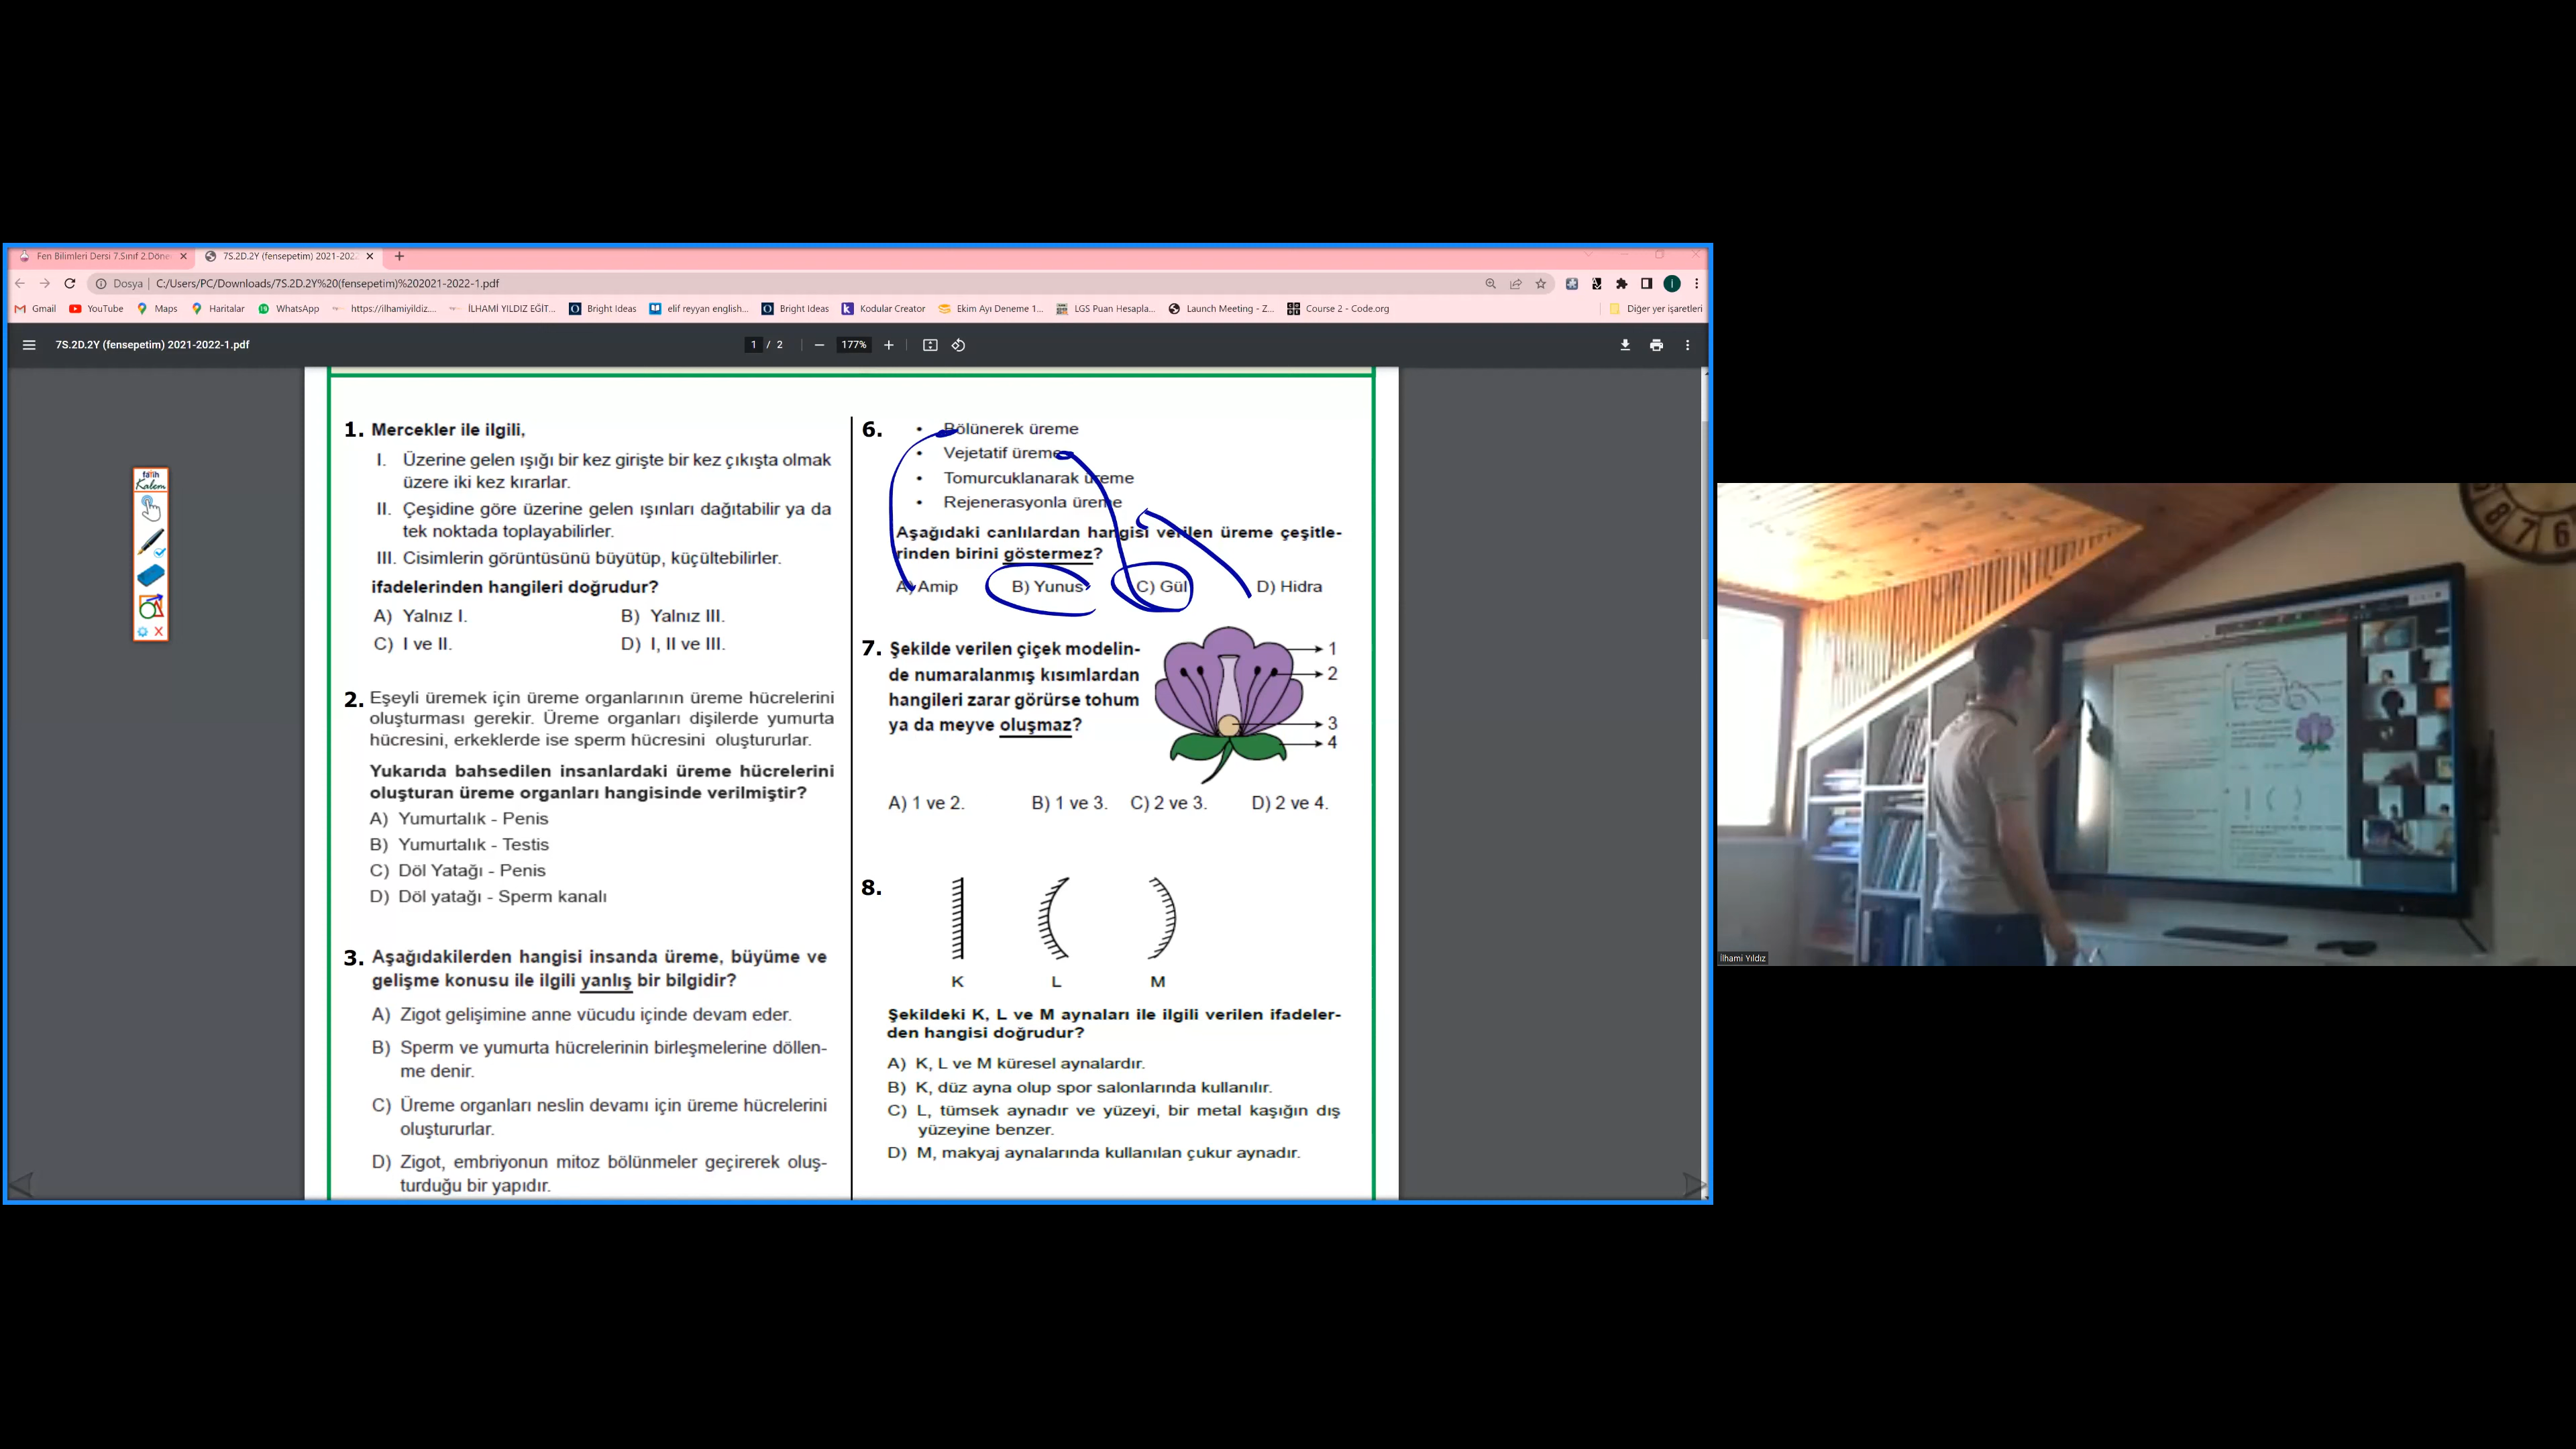 Fen Bilimleri Dersi 7.Sınıf 2.Döne
7S.2D.2Y (fensepetim) 2021-202
Dosya
C:/Users/PC/Downloads/7S.2D.2Y%20(fensepetim)%202021-2022-1.pdf
Gmail
YouTube
Maps
Haritalar
WhatsApp
https://ilhamiyildiz....
İLHAMİ YILDIZ EĞİT...
Bright Ideas
elif reyyan english...
Bright Ideas
Kodular Creator
Ekim Ayı Deneme 1...
LGS Puan Hesapla...
Launch Meeting - Z...
Course 2 - Code.org
Diğer yer işaretleri
7S.2D.2Y (fensepetim) 2021-2022-1.pdf
1 / 2
177%
fatih
Kalem
1. Mercekler ile ilgili,
I. Üzerine gelen ışığı bir kez girişte bir kez çıkışta olmak
üzere iki kez kırarlar.
II. Çeşidine göre üzerine gelen ışınları dağıtabilir ya da
tek noktada toplayabilirler.
III. Cisimlerin görüntüsünü büyütüp, küçültebilirler.
ifadelerinden hangileri doğrudur?
A) Yalnız I. B) Yalnız III.
C) I ve II. D) I, II ve III.
2. Eşeyli üremek için üreme organlarının üreme hücrelerini
oluşturması gerekir. Üreme organları dişilerde yumurta
hücresini, erkeklerde ise sperm hücresini oluştururlar.
Yukarıda bahsedilen insanlardaki üreme hücrelerini
oluşturan üreme organları hangisinde verilmiştir?
A) Yumurtalık - Penis
B) Yumurtalık - Testis
C) Döl Yatağı - Penis
D) Döl yatağı - Sperm kanalı
3. Aşağıdakilerden hangisi insanda üreme, büyüme ve
gelişme konusu ile ilgili yanlış bir bilgidir?
A) Zigot gelişimine anne vücudu içinde devam eder.
B) Sperm ve yumurta hücrelerinin birleşmelerine döllen-
me denir.
C) Üreme organları neslin devamı için üreme hücrelerini
oluştururlar.
D) Zigot, embriyonun mitoz bölünmeler geçirerek oluş-
turduğu bir yapıdır.
6.
• Bölünerek üreme
• Vejetatif üreme
• Tomurcuklanarak üreme
• Rejenerasyonla üreme
Aşağıdaki canlılardan hangisi verilen üreme çeşitle-
rinden birini göstermez?
A) Amip B) Yunus C) Gül D) Hidra
7. Şekilde verilen çiçek modelin-
de numaralanmış kısımlardan
hangileri zarar görürse tohum
ya da meyve oluşmaz?
1
2
3
4
A) 1 ve 2. B) 1 ve 3. C) 2 ve 3. D) 2 ve 4.
8.
K L M
Şekildeki K, L ve M aynaları ile ilgili verilen ifadeler-
den hangisi doğrudur?
A) K, L ve M küresel aynalardır.
B) K, düz ayna olup spor salonlarında kullanılır.
C) L, tümsek aynadır ve yüzeyi, bir metal kaşığın dış
yüzeyine benzer.
D) M, makyaj aynalarında kullanılan çukur aynadır.
8 7 6
İlhami Yıldız